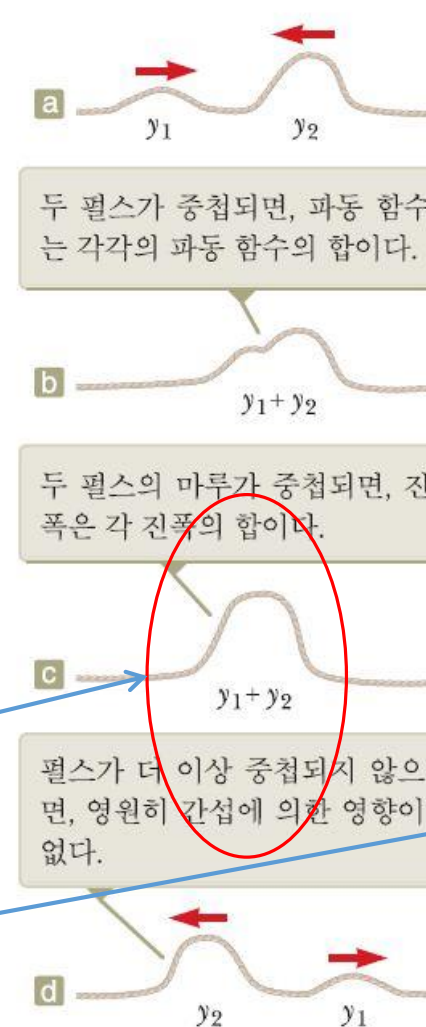 a
y₁ y₂
두 펄스가 중첩되면, 파동 함수
는 각각의 파동 함수의 합이다.
b
y₁+ y₂
두 펄스의 마루가 중첩되면, 진
폭은 각 진폭의 합이다.
c
y₁+ y₂
펄스가 더 이상 중첩되지 않으
면, 영원히 간섭에 의한 영향이
없다.
d
y₂ y₁